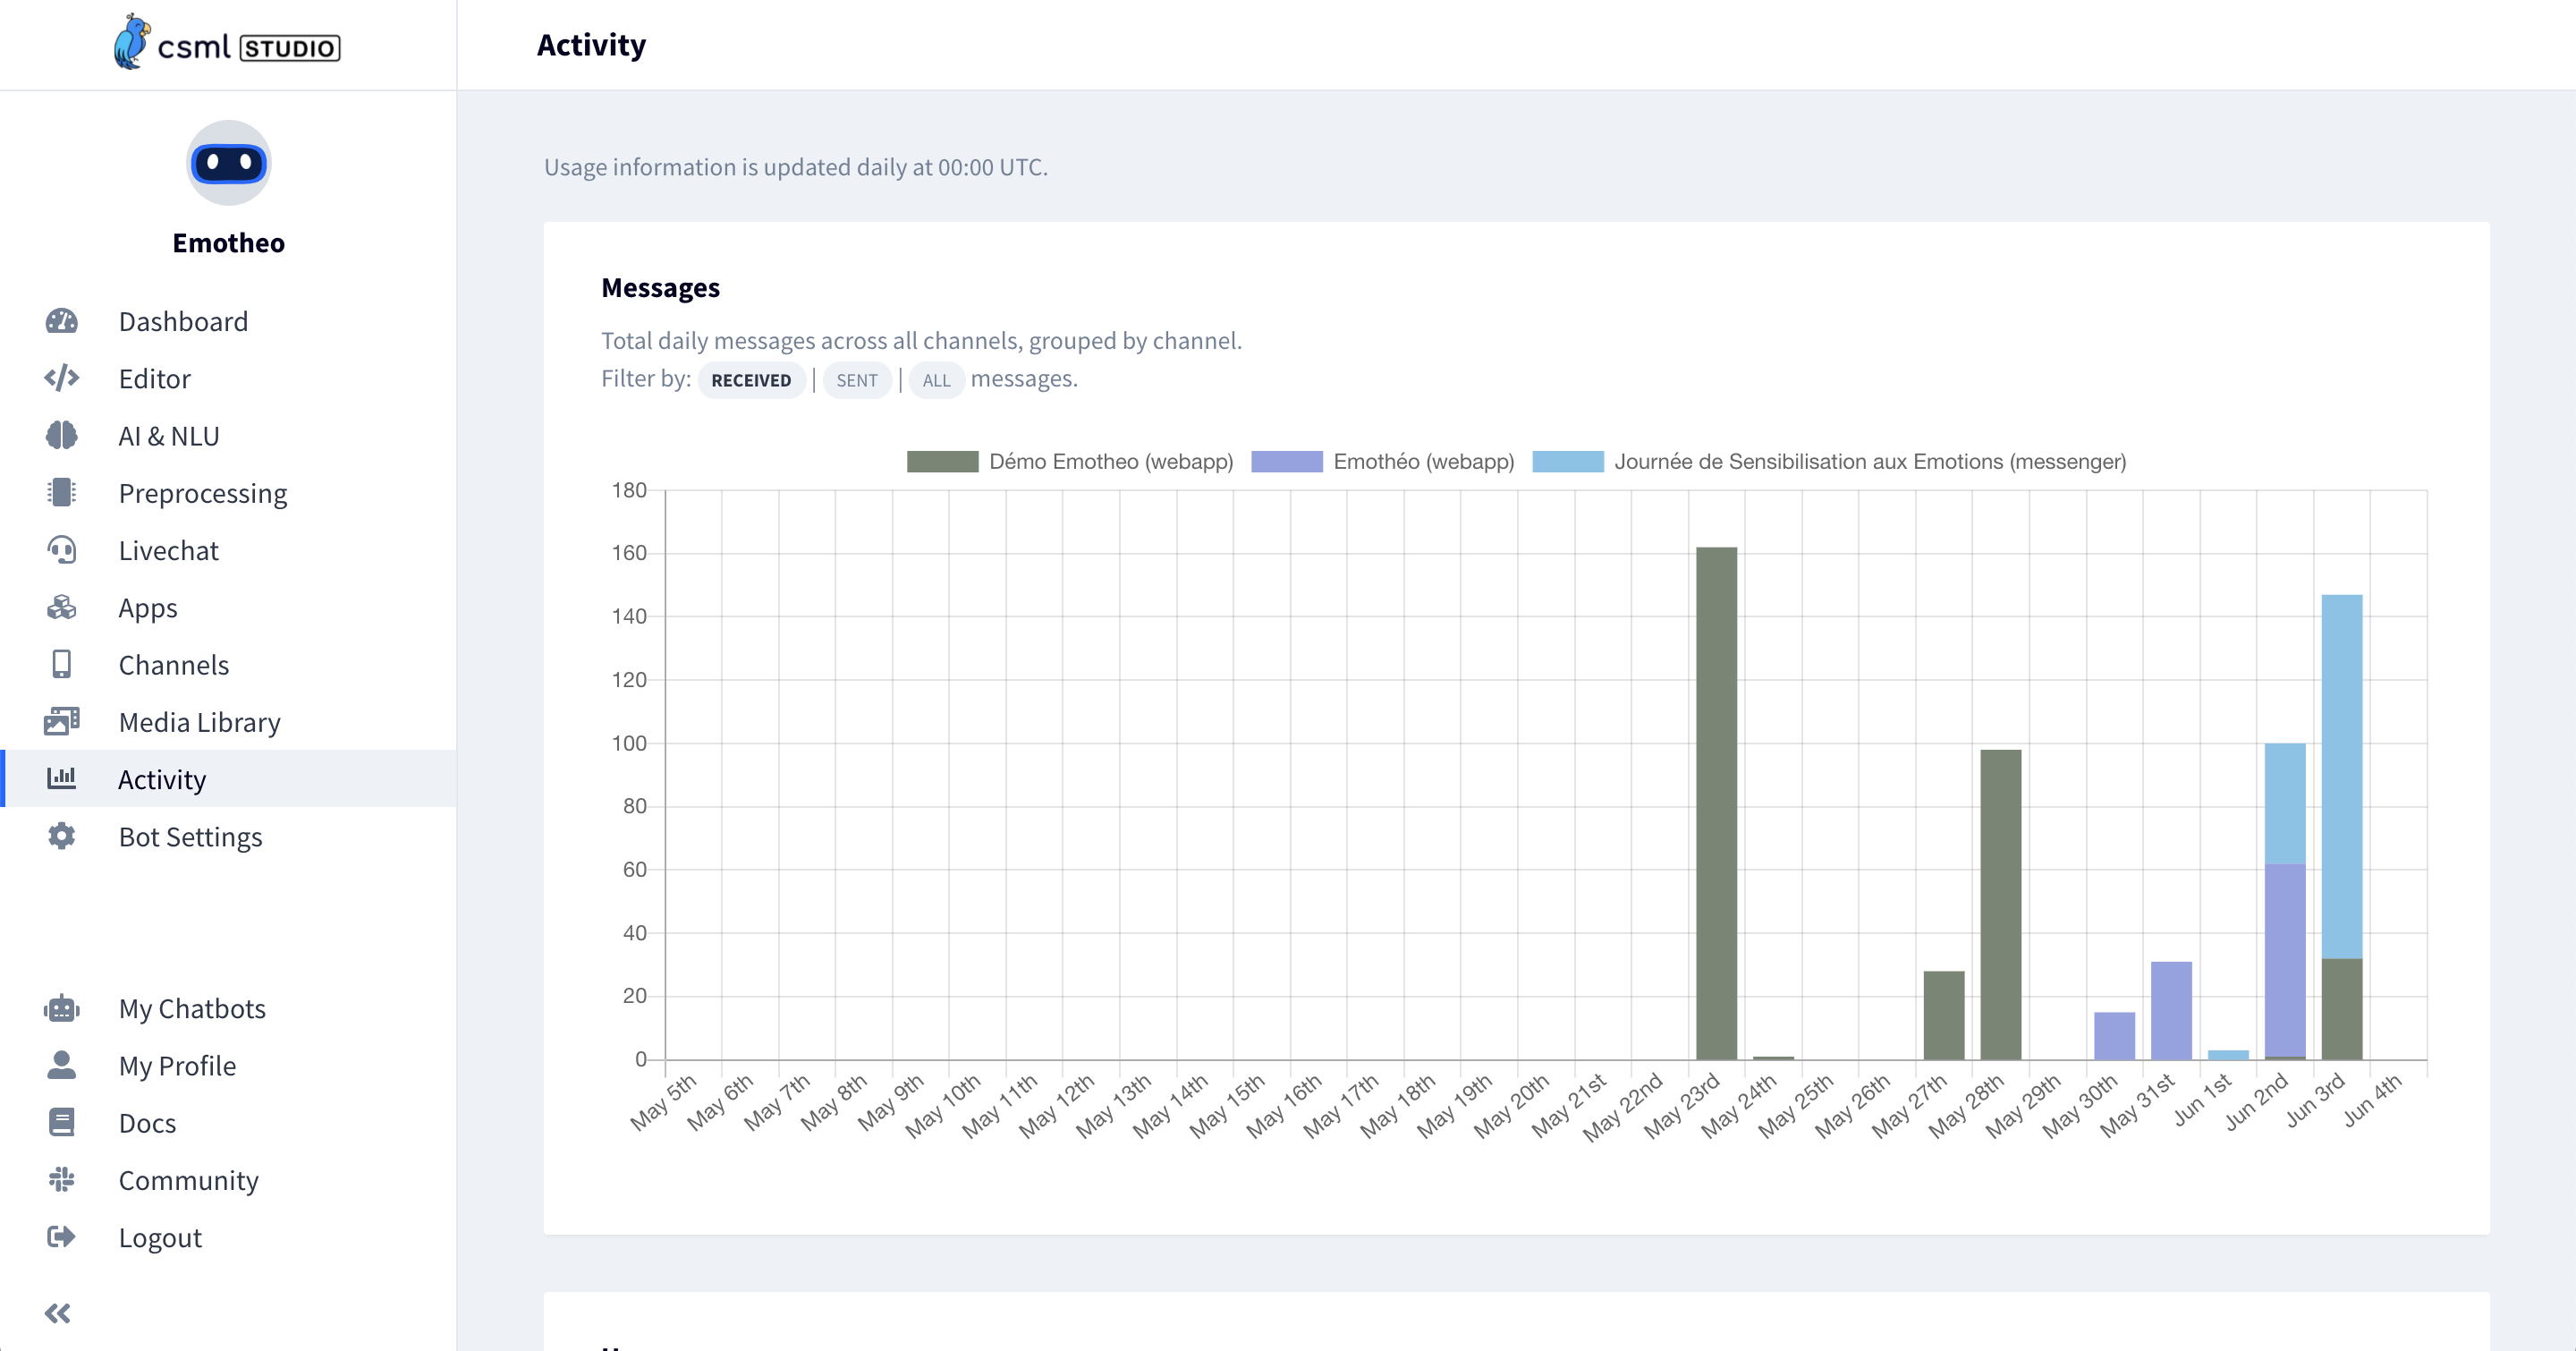 csml STUDIO
Activity
Emotheo
Dashboard
Editor
AI & NLU
Preprocessing
Livechat
Apps
Channels
Media Library
Activity
Bot Settings
My Chatbots
My Profile
Docs
Community
Logout
Usage information is updated daily at 00:00 UTC.
Messages
Total daily messages across all channels, grouped by channel.
Filter by: RECEIVED | SENT | ALL messages.
Démo Emotheo (webapp) Emothéo (webapp) Journée de Sensibilisation aux Emotions (messenger)
180
160
140
120
100
80
60
40
20
0
May 5th May 6th May 7th May 8th May 9th May 10th May 11th May 12th May 13th May 14th May 15th May 16th May 17th May 18th May 19th May 20th May 21st May 22nd May 23rd May 24th May 25th May 26th May 27th May 28th May 29th May 30th May 31st Jun 1st Jun 2nd Jun 3rd Jun 4th